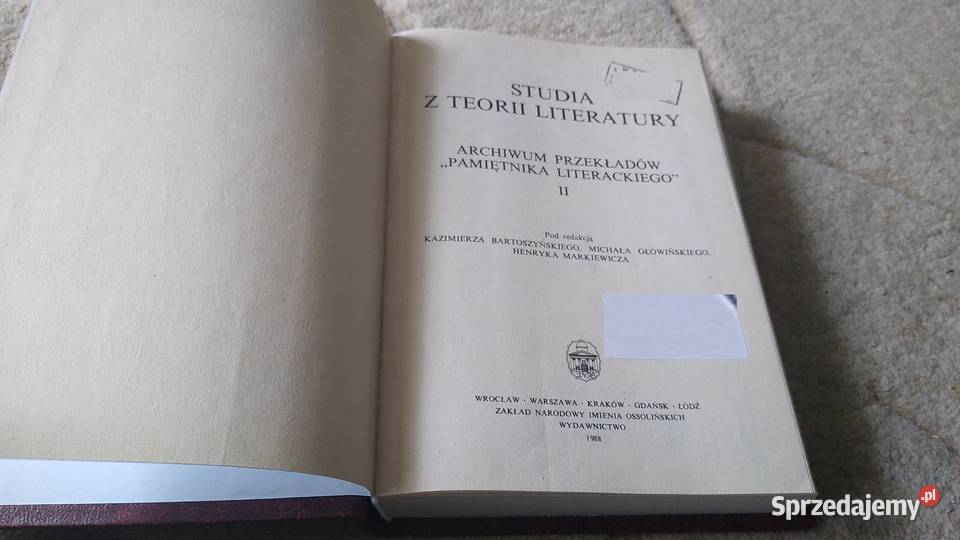 STUDIA
Z TEORII LITERATURY
ARCHIWUM PRZEKŁADÓW
„PAMIĘTNIKA LITERACKIEGO”
II
Pod redakcją
KAZIMIERZA BARTOSZYŃSKIEGO, MICHAŁA GŁOWIŃSKIEGO,
HENRYKA MARKIEWICZA
WROCŁAW · WARSZAWA · KRAKÓW · GDAŃSK · ŁÓDŹ
ZAKŁAD NARODOWY IMIENIA OSSOLIŃSKICH
WYDAWNICTWO
1988
Sprzedajemy.pl